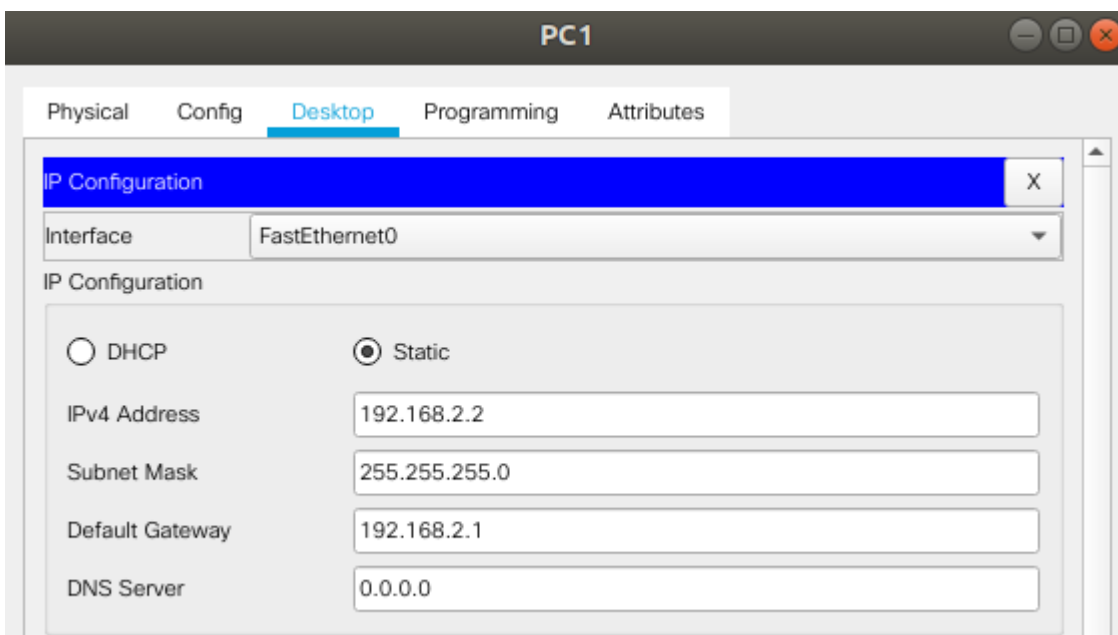 PC1
Physical Config Desktop Programming Attributes
IP Configuration X
Interface FastEthernet0
IP Configuration
DHCP Static
IPv4 Address 192.168.2.2
Subnet Mask 255.255.255.0
Default Gateway 192.168.2.1
DNS Server 0.0.0.0